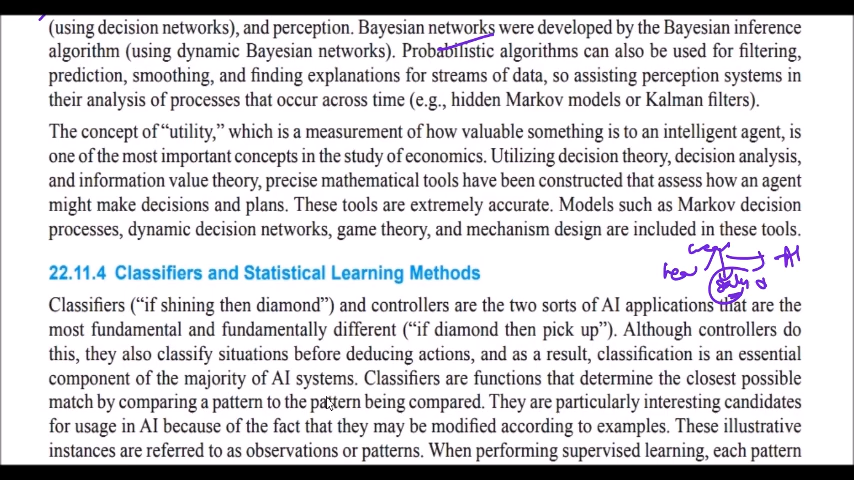 (using decision networks), and perception. Bayesian networks were developed by the Bayesian inference
algorithm (using dynamic Bayesian networks). Probabilistic algorithms can also be used for filtering,
prediction, smoothing, and finding explanations for streams of data, so assisting perception systems in
their analysis of processes that occur across time (e.g., hidden Markov models or Kalman filters).
The concept of “utility,” which is a measurement of how valuable something is to an intelligent agent, is
one of the most important concepts in the study of economics. Utilizing decision theory, decision analysis,
and information value theory, precise mathematical tools have been constructed that assess how an agent
might make decisions and plans. These tools are extremely accurate. Models such as Markov decision
processes, dynamic decision networks, game theory, and mechanism design are included in these tools.
AI
22.11.4 Classifiers and Statistical Learning Methods
Classifiers (“if shining then diamond”) and controllers are the two sorts of AI applications that are the
most fundamental and fundamentally different (“if diamond then pick up”). Although controllers do
this, they also classify situations before deducing actions, and as a result, classification is an essential
component of the majority of AI systems. Classifiers are functions that determine the closest possible
match by comparing a pattern to the pattern being compared. They are particularly interesting candidates
for usage in AI because of the fact that they may be modified according to examples. These illustrative
instances are referred to as observations or patterns. When performing supervised learning, each pattern